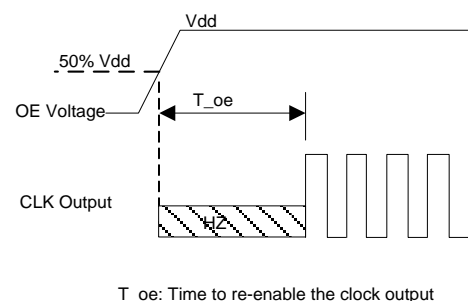 Vdd
50% Vdd
T_oe
OE Voltage
CLK Output
HZ
T_oe: Time to re-enable the clock output